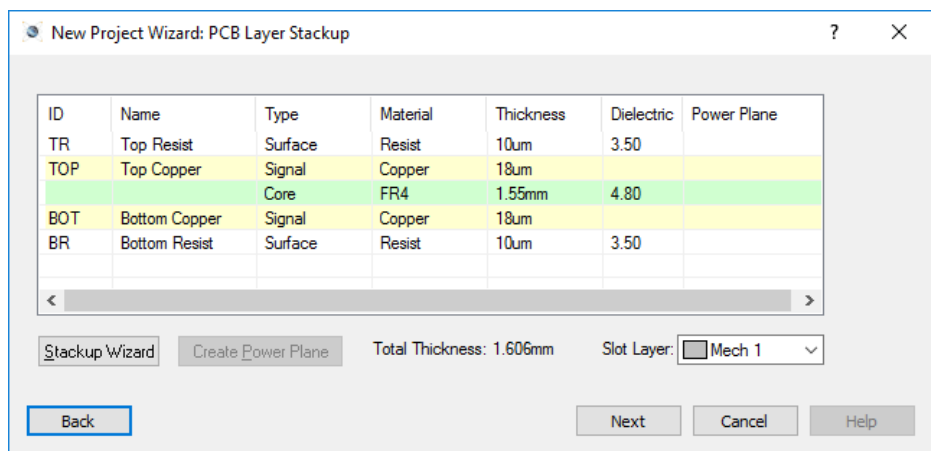 New Project Wizard: PCB Layer Stackup ?
ID Name Type Material Thickness Dielectric Power Plane
TR Top Resist Surface Resist 10um 3.50
TOP Top Copper Signal Copper 18um
Core FR4 1.55mm 4.80
BOT Bottom Copper Signal Copper 18um
BR Bottom Resist Surface Resist 10um 3.50
Stackup Wizard Create Power Plane Total Thickness: 1.606mm Slot Layer: Mech 1
Back Next Cancel Help